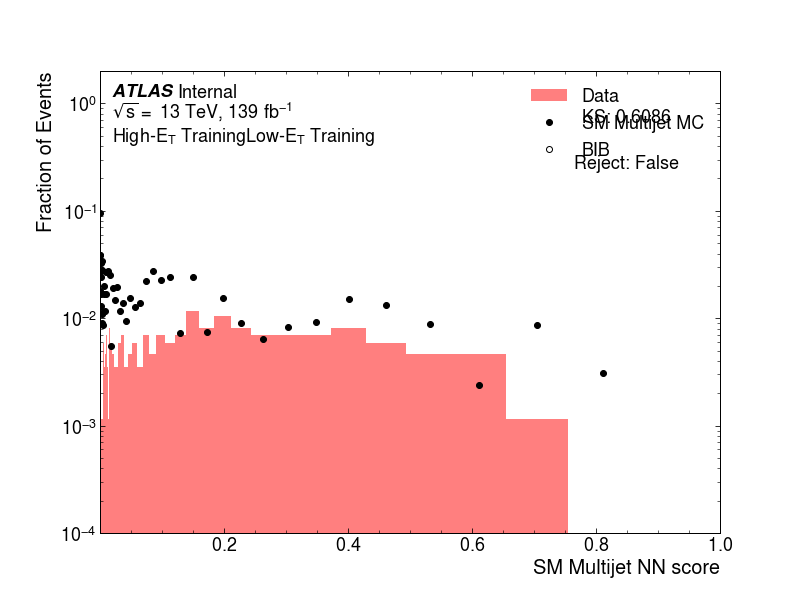 ATLAS Internal
√s = 13 TeV, 139 fb⁻¹
High-E_T TrainingLow-E_T Training
Data
KS: 0.6086
SM Multijet MC
BIB
Reject: False
Fraction of Events
10⁰
10⁻¹
10⁻²
10⁻³
10⁻⁴
0.2 0.4 0.6 0.8 1.0
SM Multijet NN score